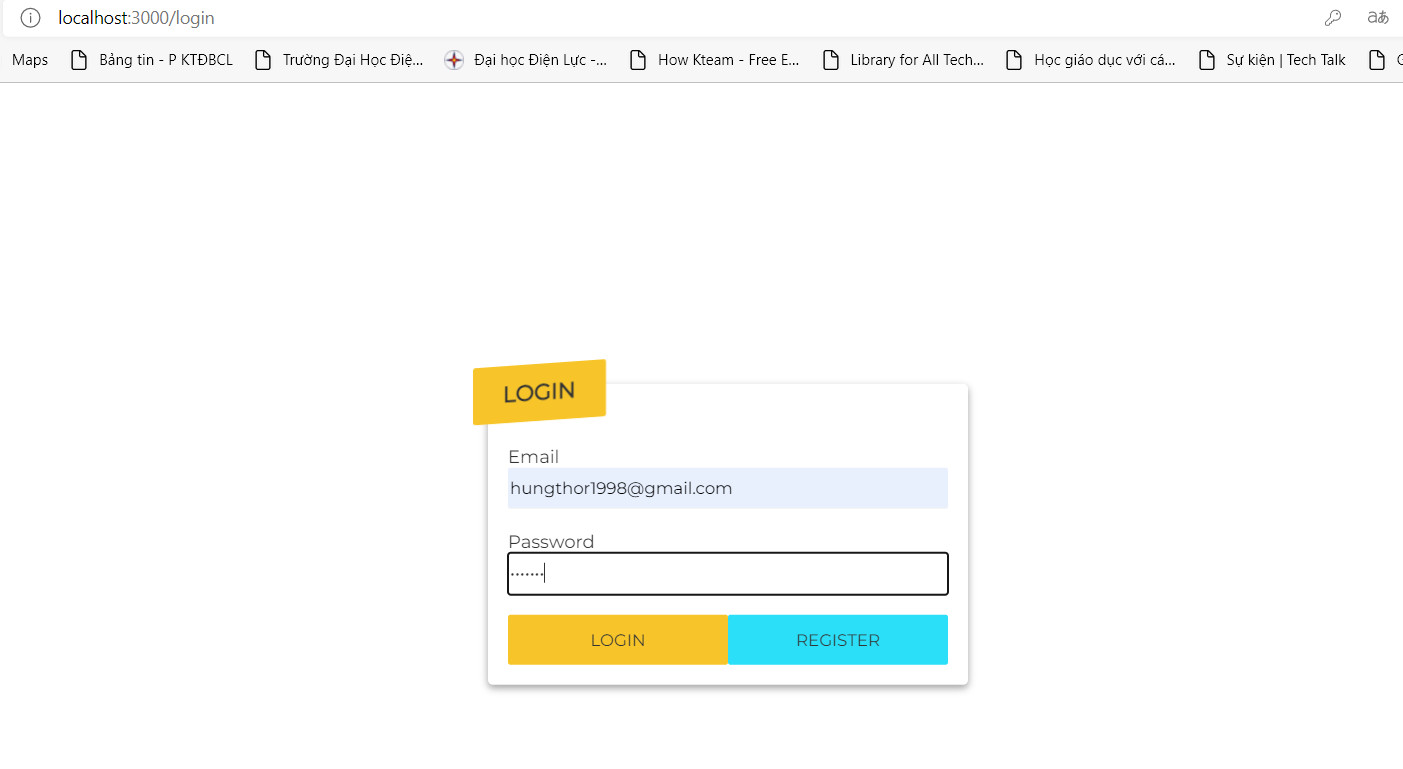 localhost:3000/login
Maps Bảng tin - P KTĐBCL Trường Đại Học Điệ... Đại học Điện Lực -... How Kteam - Free E... Library for All Tech... Học giáo dục với cá... Sự kiện | Tech Talk
LOGIN
Email
hungthor1998@gmail.com
Password
LOGIN REGISTER